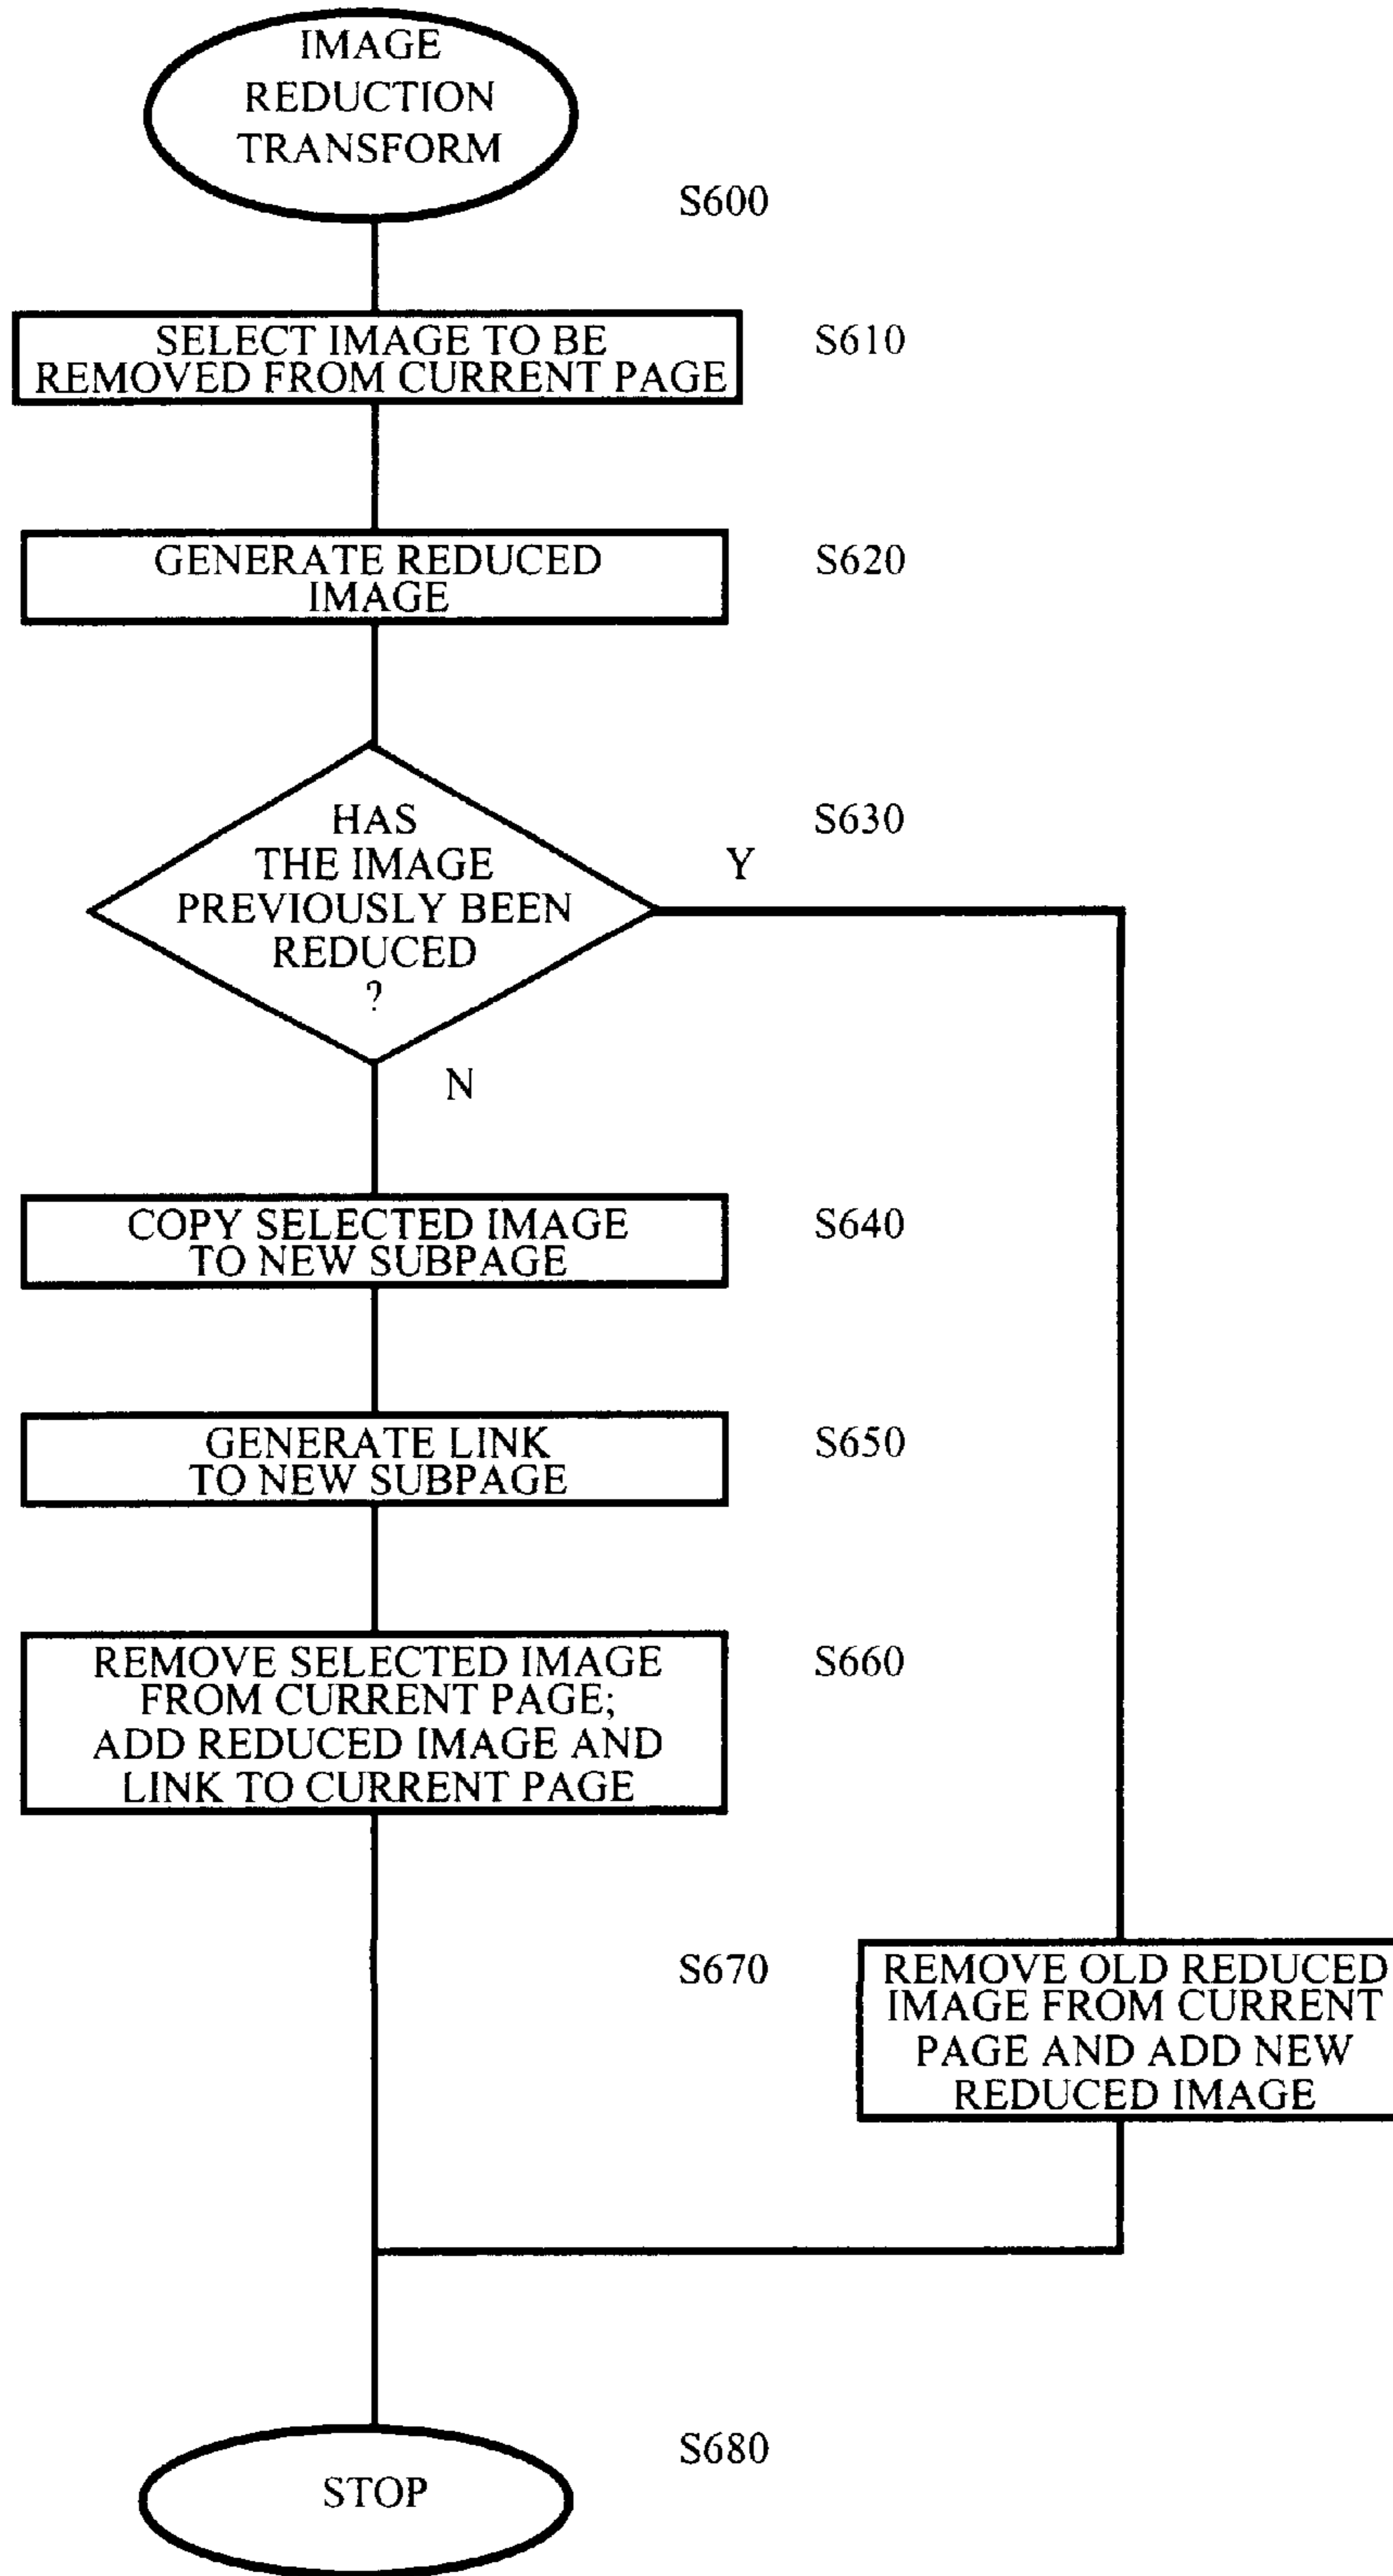 IMAGE
REDUCTION
TRANSFORM
S600
SELECT IMAGE TO BE
REMOVED FROM CURRENT PAGE
S610
GENERATE REDUCED
IMAGE
S620
HAS
THE IMAGE
PREVIOUSLY BEEN
REDUCED
?
S630
Y
N
COPY SELECTED IMAGE
TO NEW SUBPAGE
S640
GENERATE LINK
TO NEW SUBPAGE
S650
REMOVE SELECTED IMAGE
FROM CURRENT PAGE;
ADD REDUCED IMAGE AND
LINK TO CURRENT PAGE
S660
S670
REMOVE OLD REDUCED
IMAGE FROM CURRENT
PAGE AND ADD NEW
REDUCED IMAGE
S680
STOP